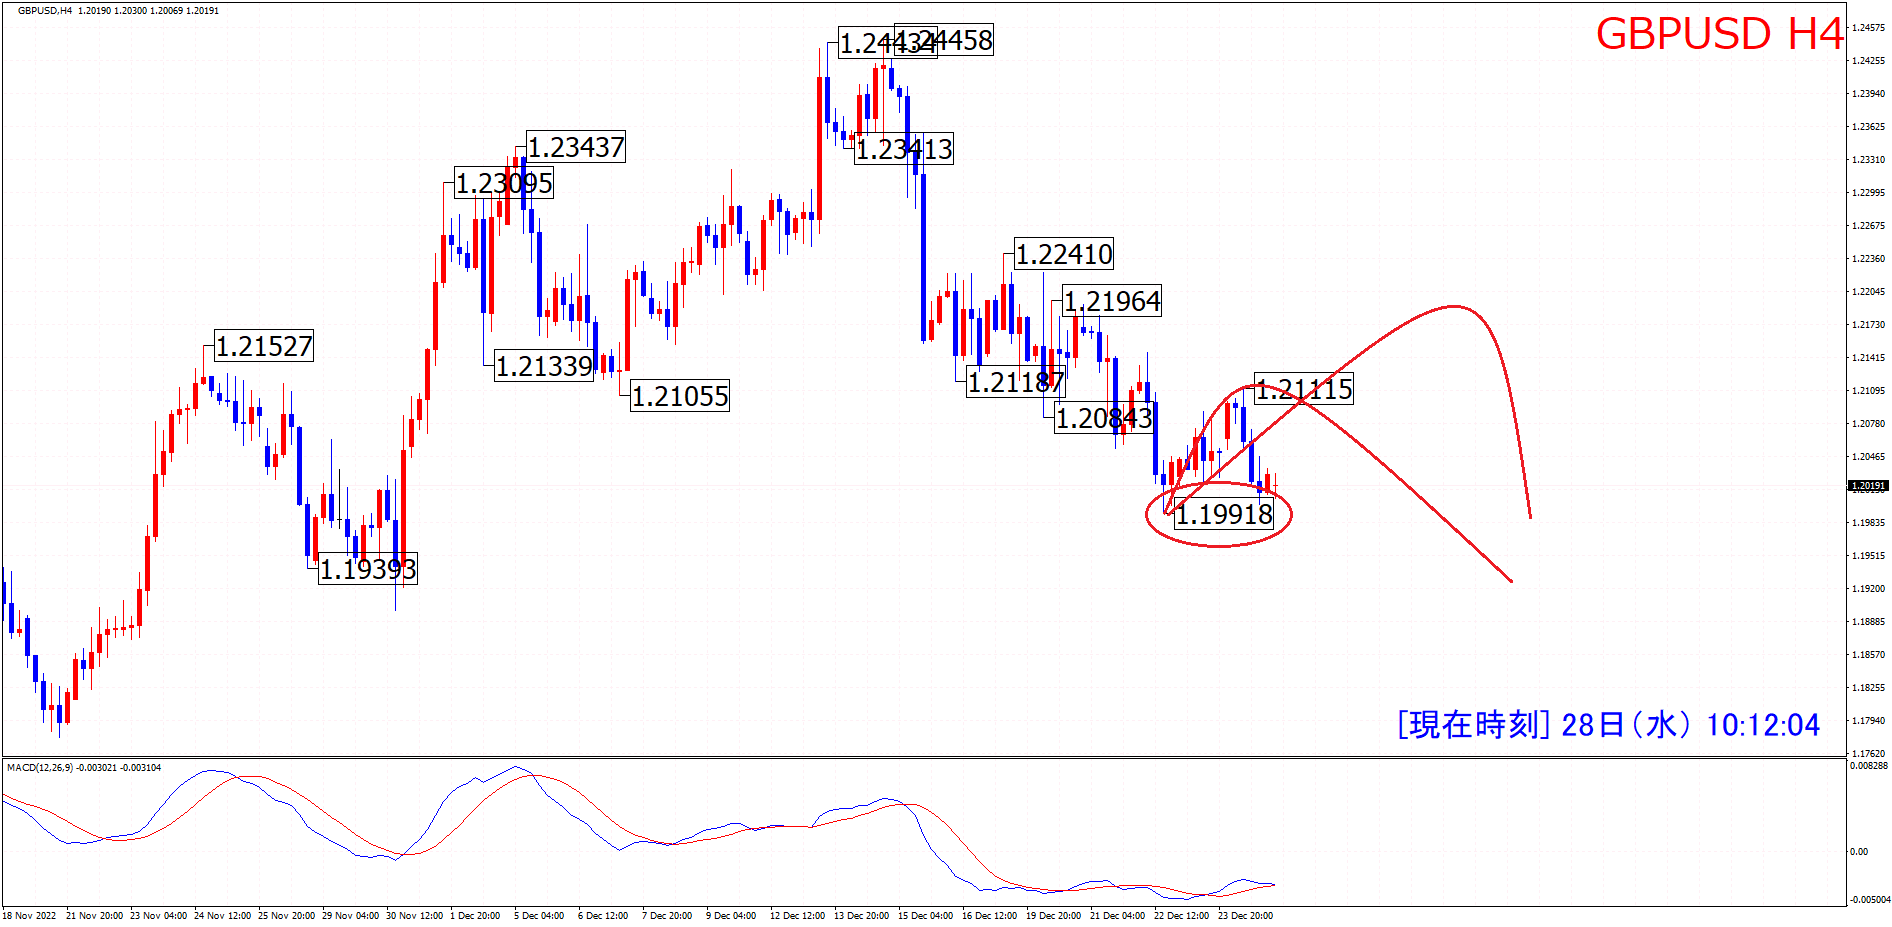 GBPUSD,H4 1.20190 1.20300 1.20069 1.20191
GBPUSD H4
1.24434
1.24458
1.23437
1.23413
1.23095
1.22410
1.21964
1.21527
1.21339
1.21187
1.21115
1.21055
1.20843
1.19918
1.19393
1.24575
1.24255
1.23940
1.23625
1.23310
1.22995
1.22675
1.22360
1.22045
1.21730
1.21415
1.21095
1.20780
1.20465
1.20191
1.19835
1.19515
1.19200
1.18885
1.18570
1.18255
1.17940
1.17620
[現在時刻] 28日(水) 10:12:04
MACD(12,26,9) -0.003021 -0.003104
0.008288
0.00
-0.005004
18 Nov 2022
21 Nov 20:00
23 Nov 04:00
24 Nov 12:00
25 Nov 20:00
29 Nov 04:00
30 Nov 12:00
1 Dec 20:00
5 Dec 04:00
6 Dec 12:00
7 Dec 20:00
9 Dec 04:00
12 Dec 12:00
13 Dec 20:00
15 Dec 04:00
16 Dec 12:00
19 Dec 20:00
21 Dec 04:00
22 Dec 12:00
23 Dec 20:00